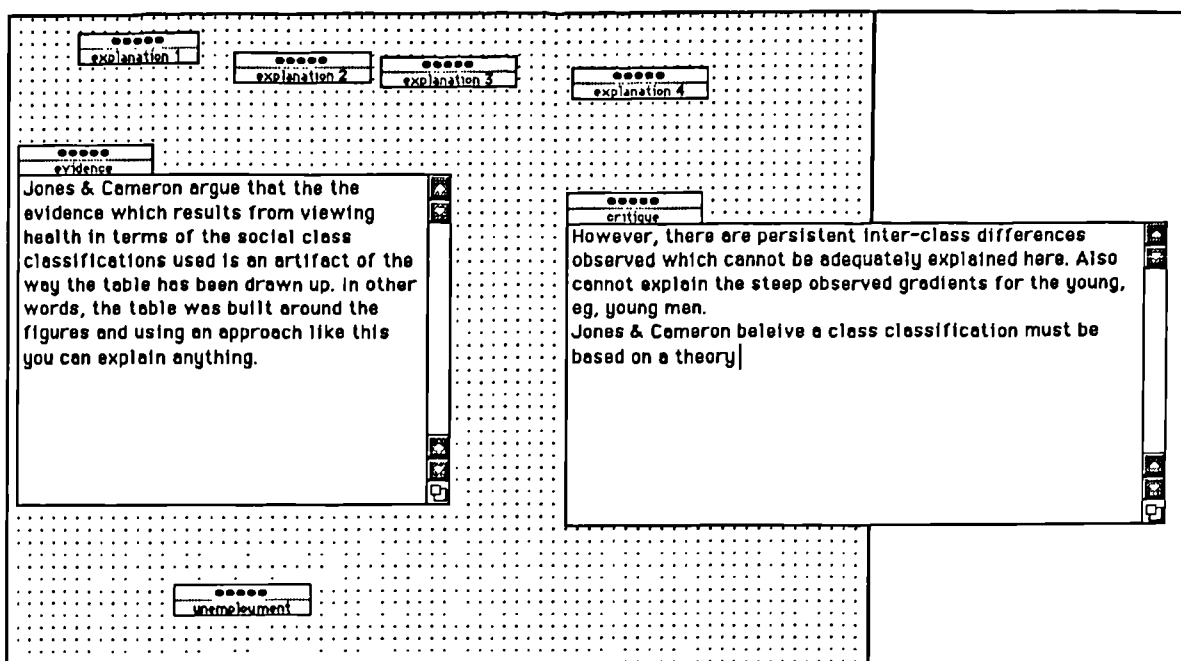 explanation 1
explanation 2
explanation 3
explanation 4
evidence
Jones & Cameron argue that the the
evidence which results from viewing
health in terms of the social class
classifications used is an artifact of the
way the table has been drawn up. In other
words, the table was built around the
figures and using an approach like this
you can explain anything.
critique
However, there are persistent inter-class differences
observed which cannot be adequately explained here. Also
cannot explain the steep observed gradients for the young,
eg, young men.
Jones & Cameron beleive a class classification must be
based on a theory
unemployment